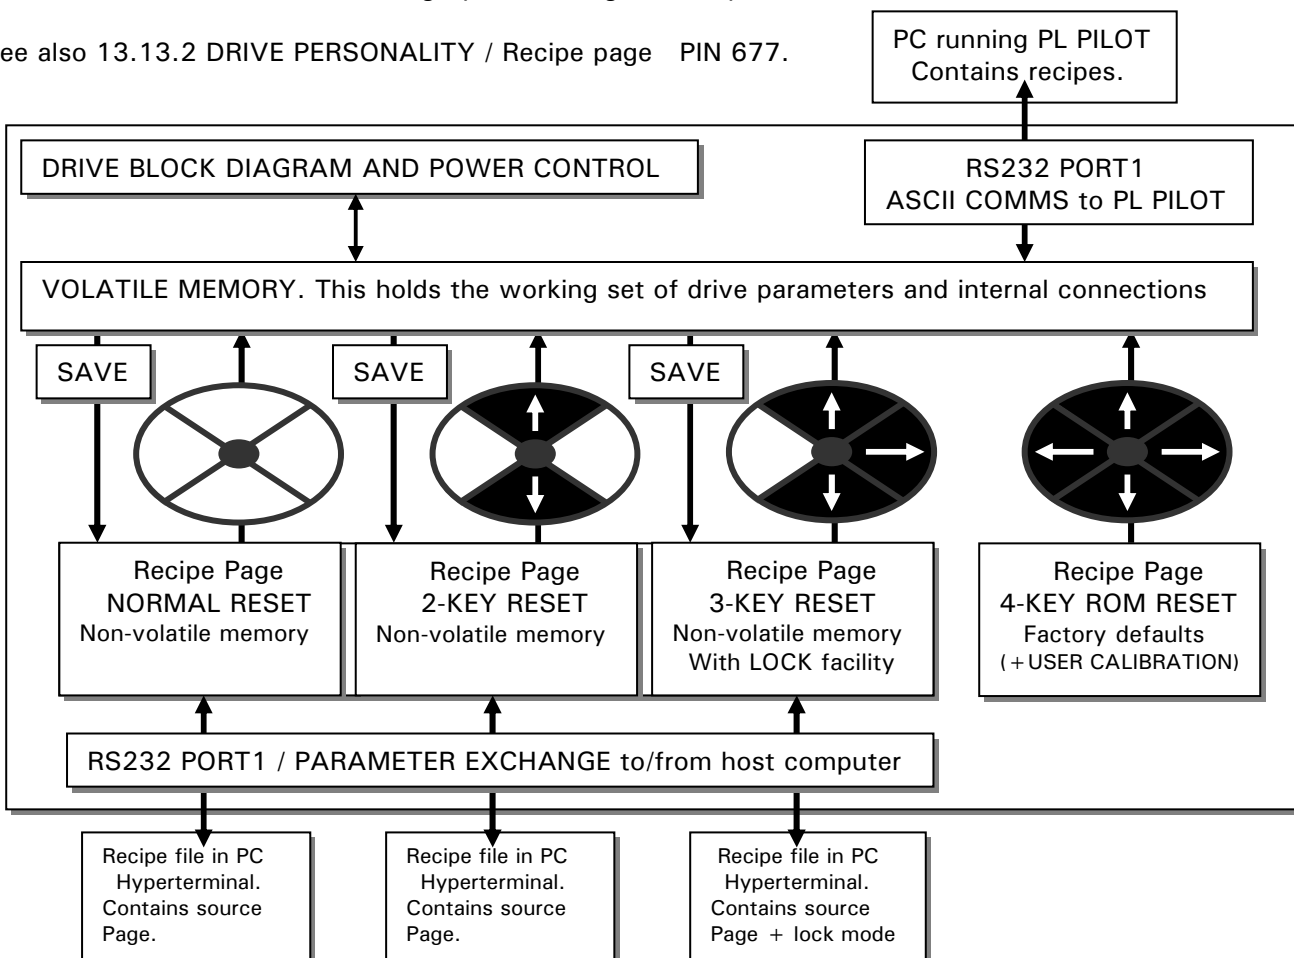 ee also 13.13.2 DRIVE PERSONALITY / Recipe page PIN 677.
PC running PL PILOT
Contains recipes.
DRIVE BLOCK DIAGRAM AND POWER CONTROL
RS232 PORT1
ASCII COMMS to PL PILOT
VOLATILE MEMORY. This holds the working set of drive parameters and internal connections
SAVE
SAVE
SAVE
Recipe Page
NORMAL RESET
Non-volatile memory
Recipe Page
2-KEY RESET
Non-volatile memory
Recipe Page
3-KEY RESET
Non-volatile memory
With LOCK facility
Recipe Page
4-KEY ROM RESET
Factory defaults
(+USER CALIBRATION)
RS232 PORT1 / PARAMETER EXCHANGE to/from host computer
Recipe file in PC
Hyperterminal.
Contains source
Page.
Recipe file in PC
Hyperterminal.
Contains source
Page.
Recipe file in PC
Hyperterminal.
Contains source
Page + lock mode